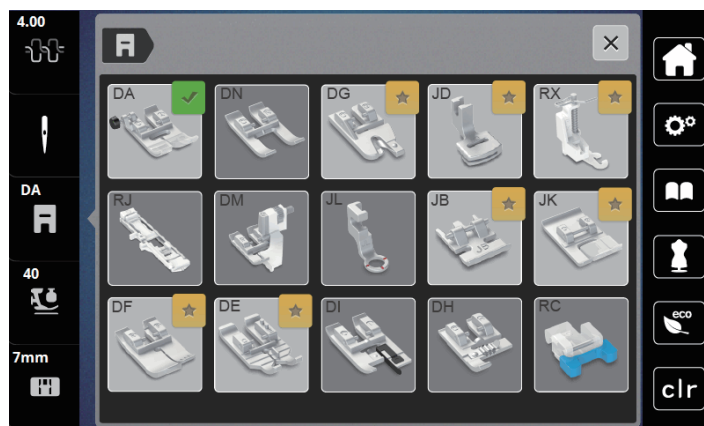 4.00
DA
40
7mm
DA DN DG JD RX
RJ DM JL JB JK
DF DE DI DH RC
eco
clr